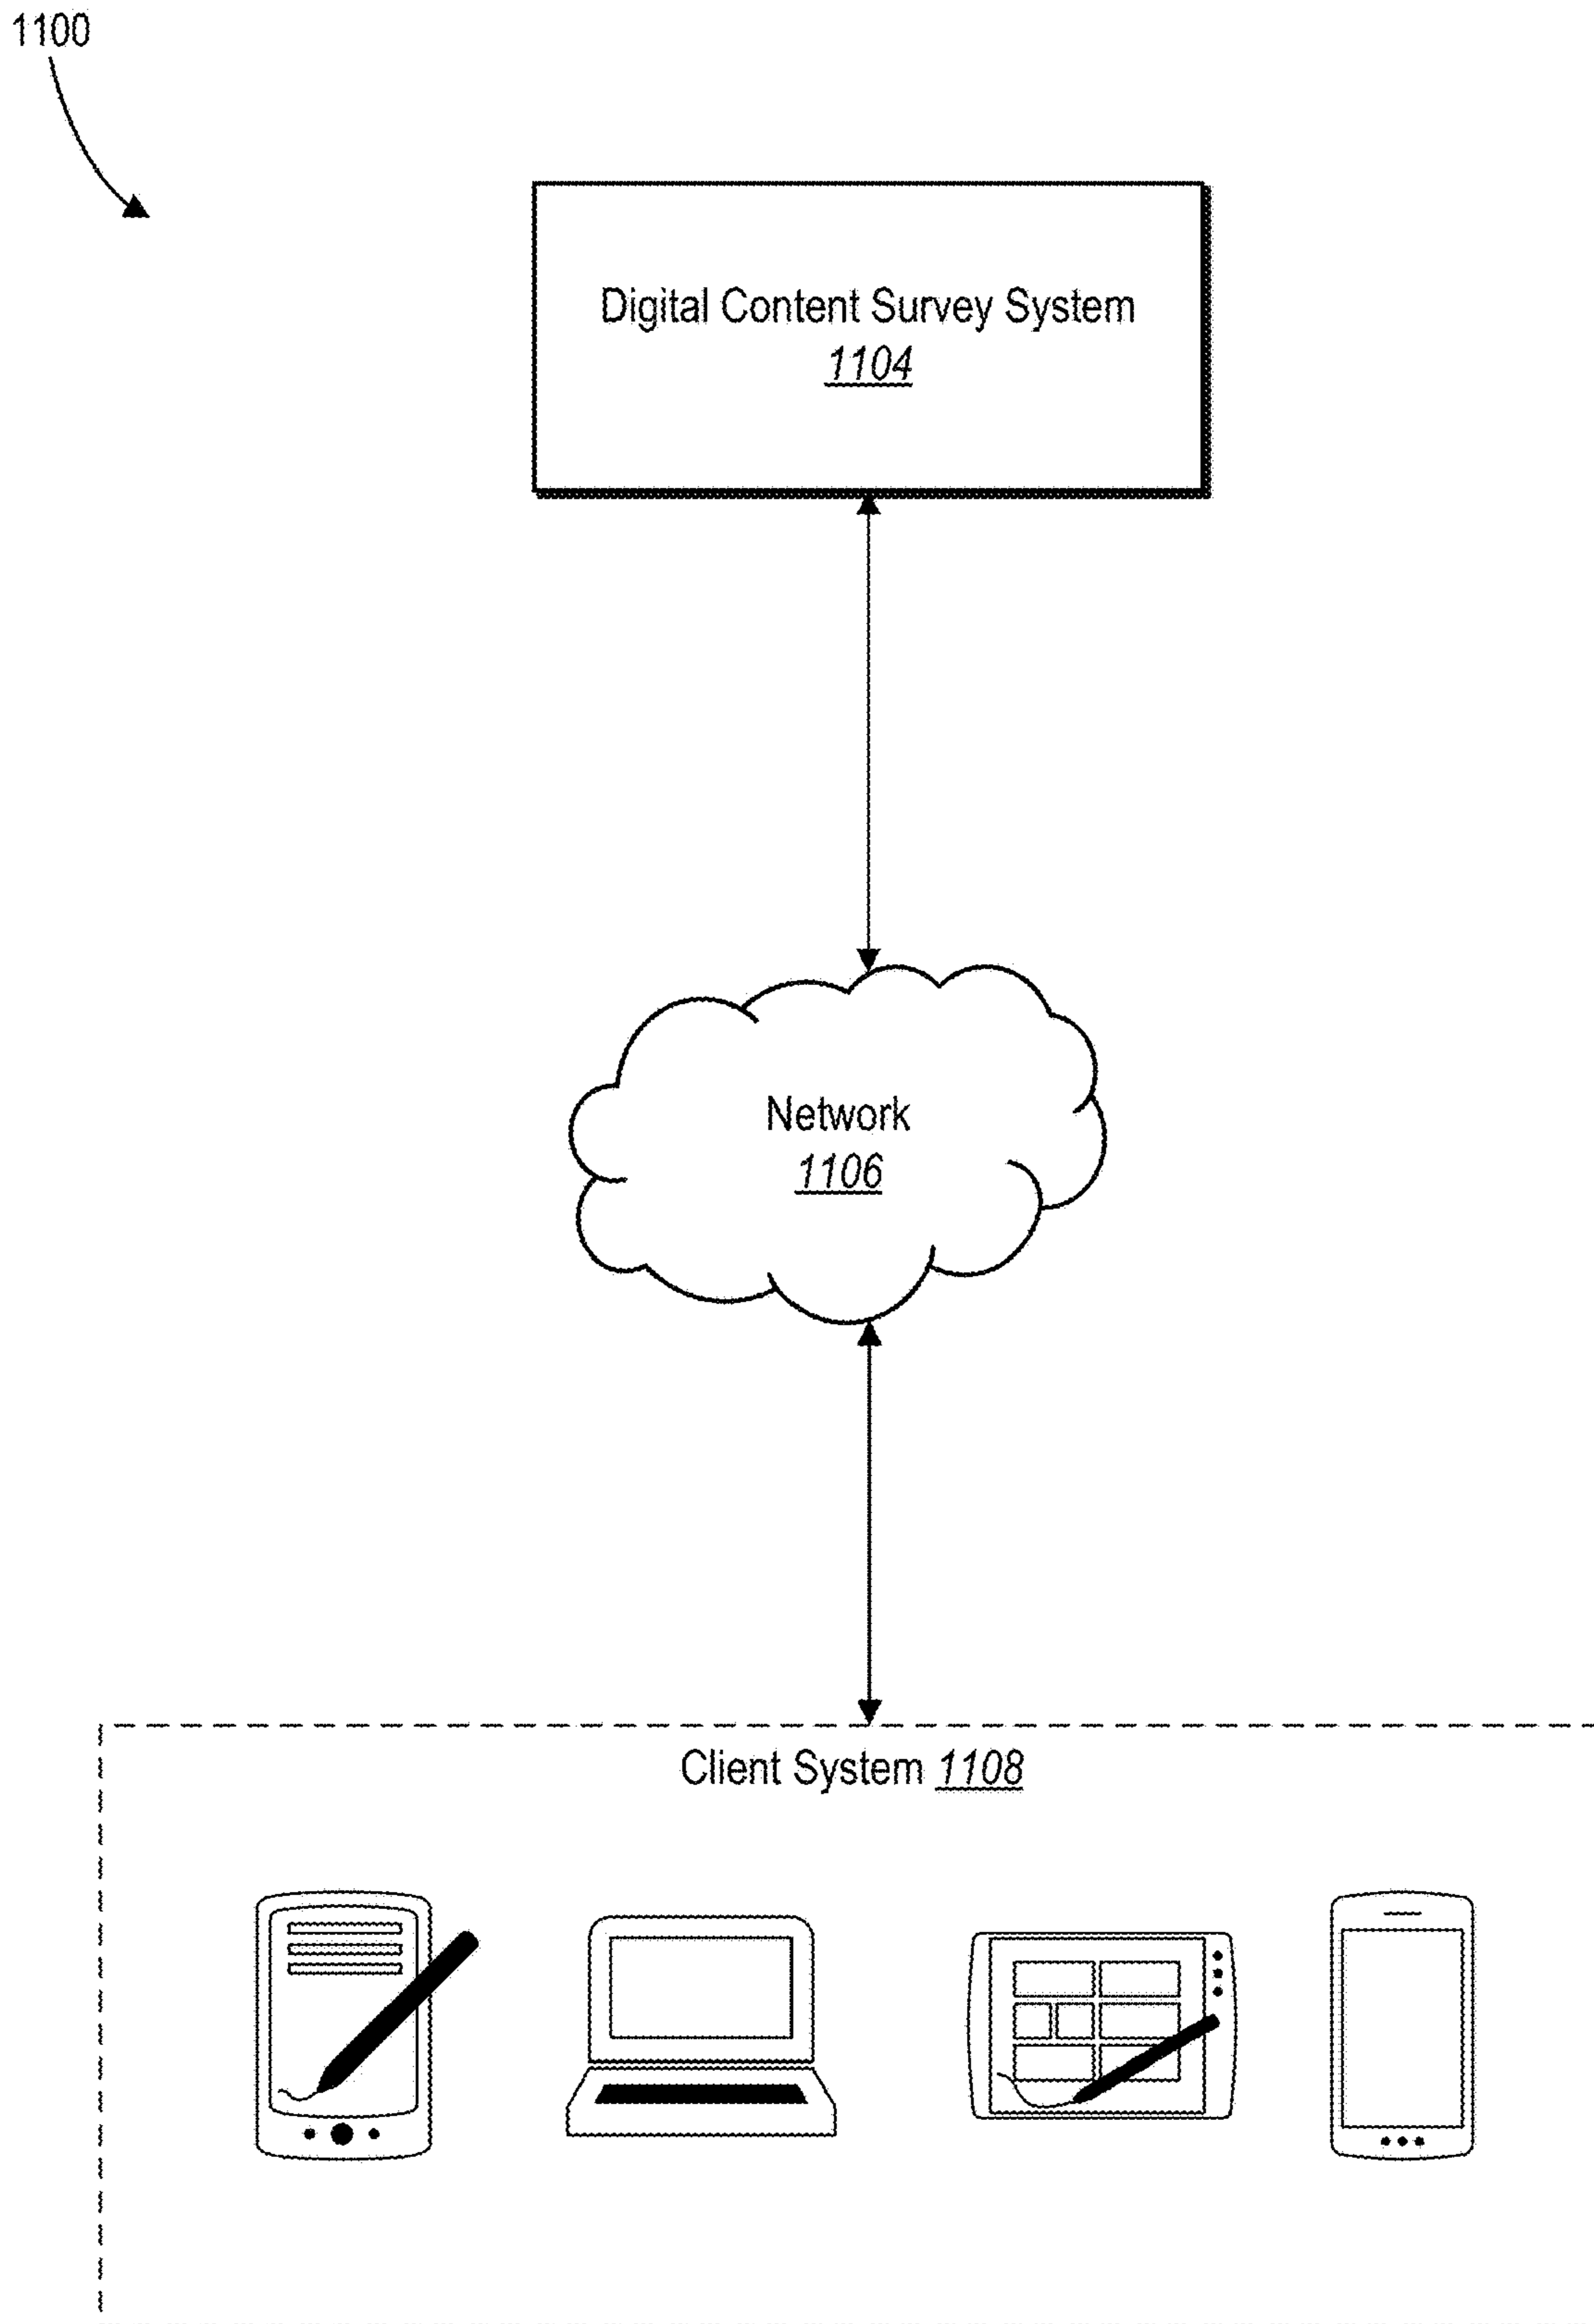 1100
Digital Content Survey System
1104
Network
1106
Client System 1108